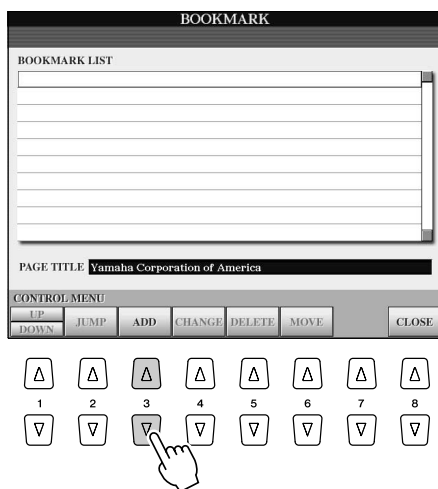 BOOKMARK
BOOKMARK LIST
PAGE TITLE Yamaha Corporation of America
CONTROL MENU
UP
DOWN JUMP ADD CHANGE DELETE MOVE CLOSE
1 2 3 4 5 6 7 8